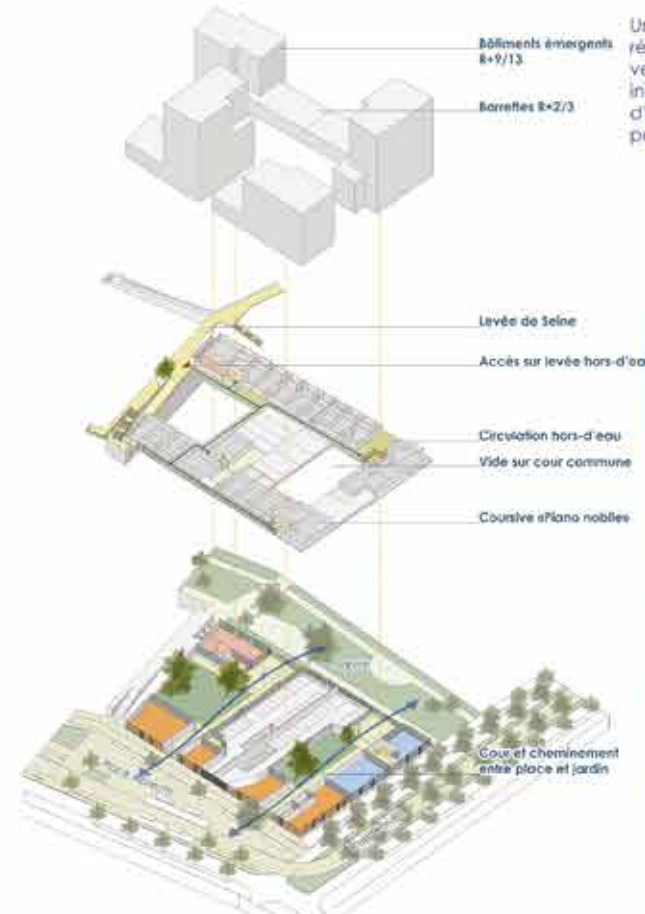 Bâtiments émergents
R+9/13
Barrettes R+2/3
Levée de Seine
Accès sur levée hors-d'ea
Circulation hors-d'eau
Vide sur cour commune
Coursive «Piano nobile»
Cour et cheminement
entre place et jardin